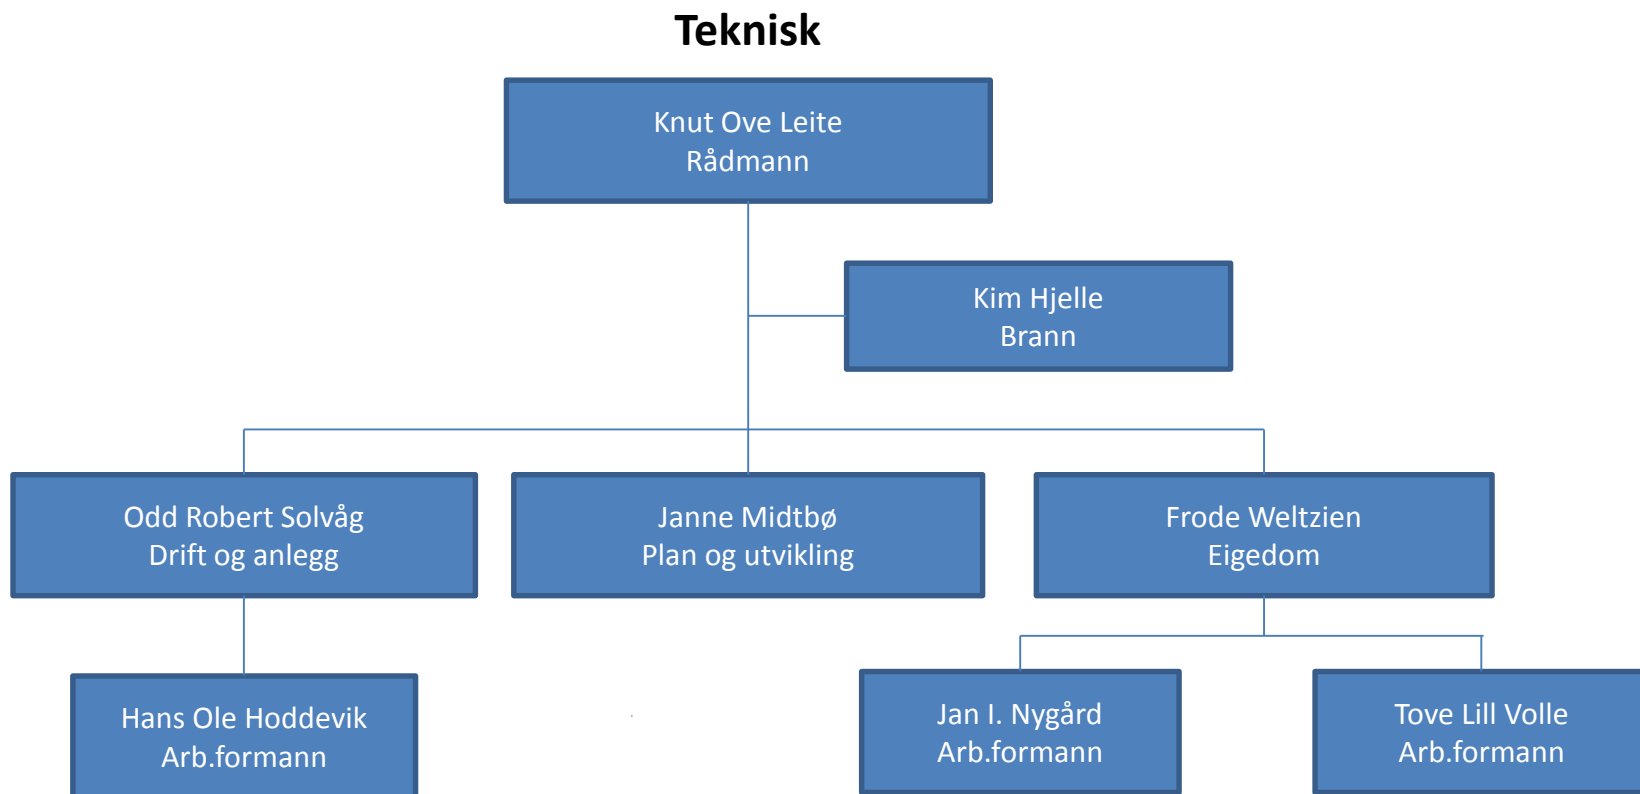 Teknisk
Knut Ove Leite
Rådmann
Kim Hjelle
Brann
Odd Robert Solvåg
Drift og anlegg
Janne Midtbø
Plan og utvikling
Frode Weltzien
Eigedom
Hans Ole Hoddevik
Arb.formann
Jan I. Nygård
Arb.formann
Tove Lill Volle
Arb.formann